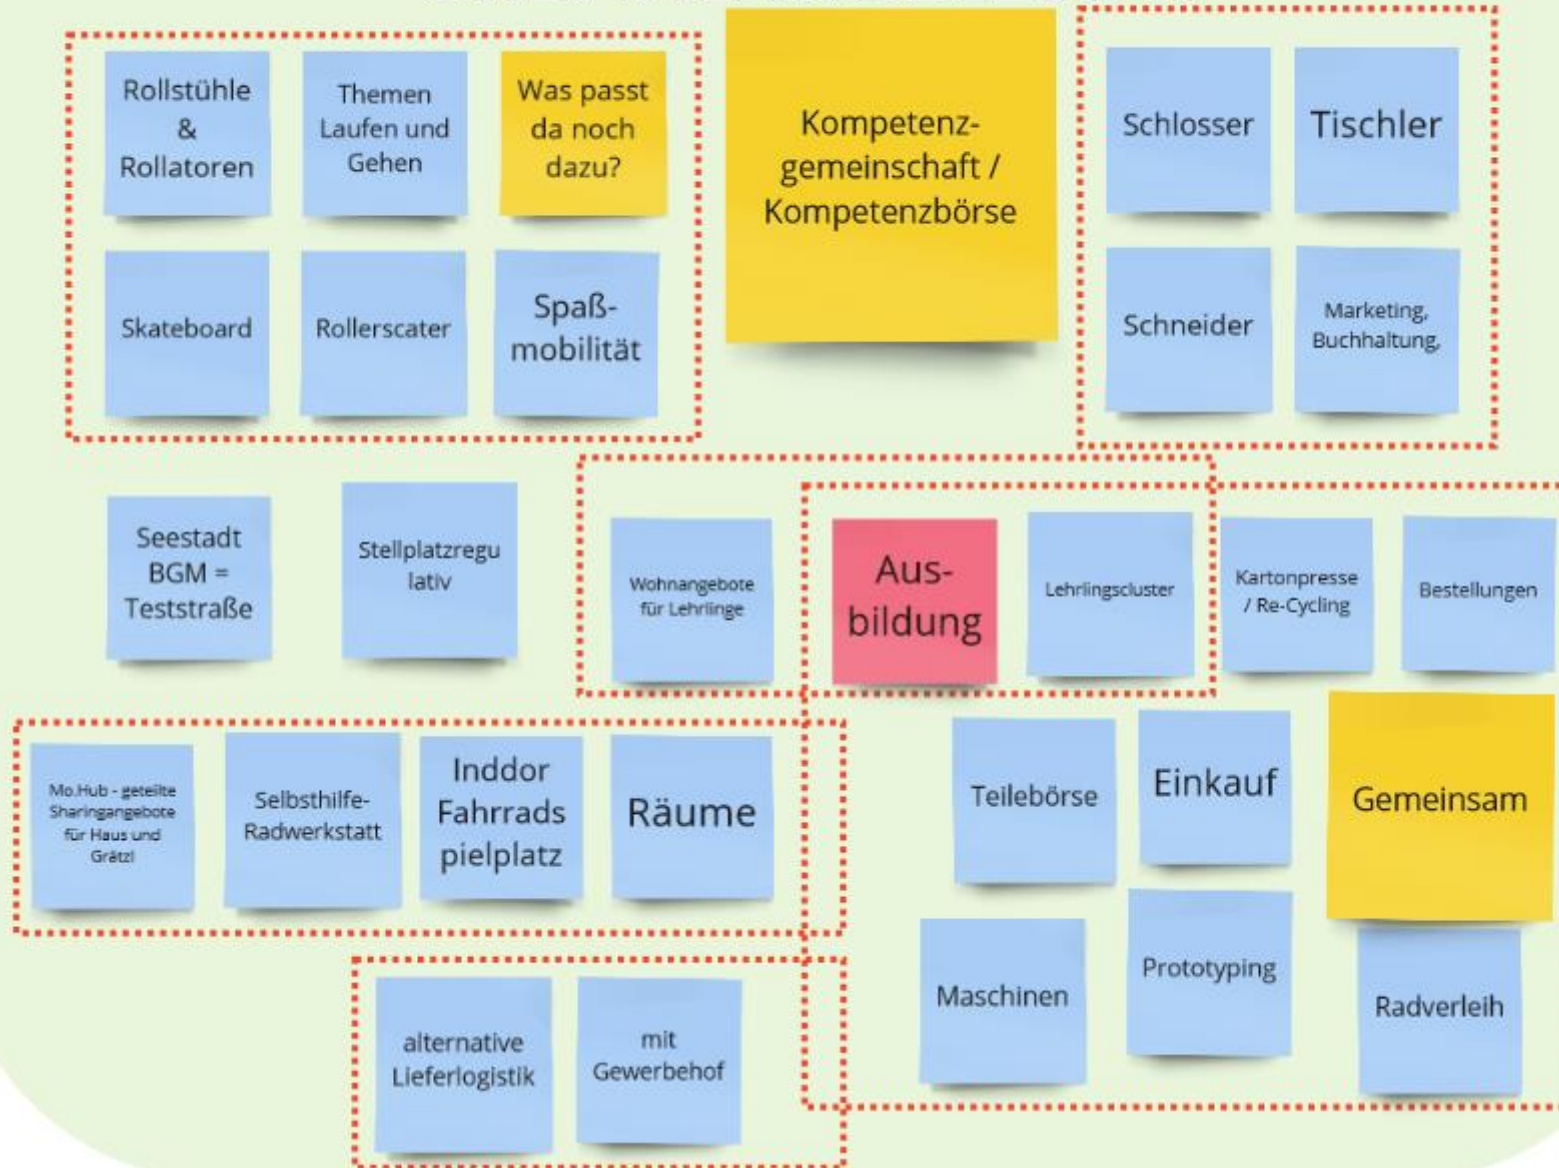 Rollstühle
&
Rollatoren
Themen
Laufen und
Gehen
Was passt
da noch
dazu?
Kompetenz-
gemeinschaft /
Kompetenzbörse
Schlosser
Tischler
Skateboard
Rollerscater
Spaß-
mobilität
Schneider
Marketing,
Buchhaltung,
Seestadt
BGM =
Teststraße
Stellplatzregu
lativ
Wohnangebote
für Lehrlinge
Aus-
bildung
Lehrlingscluster
Kartonpresse
/ Re-Cycling
Bestellungen
Mo.Hub - geteilte
Sharingangebote
für Haus und
Grätzl
Selbsthilfe-
Radwerkstatt
Inddor
Fahrrads
pielplatz
Räume
Teilebörse
Einkauf
Gemeinsam
Maschinen
Prototyping
Radverleih
alternative
Lieferlogistik
mit
Gewerbehof